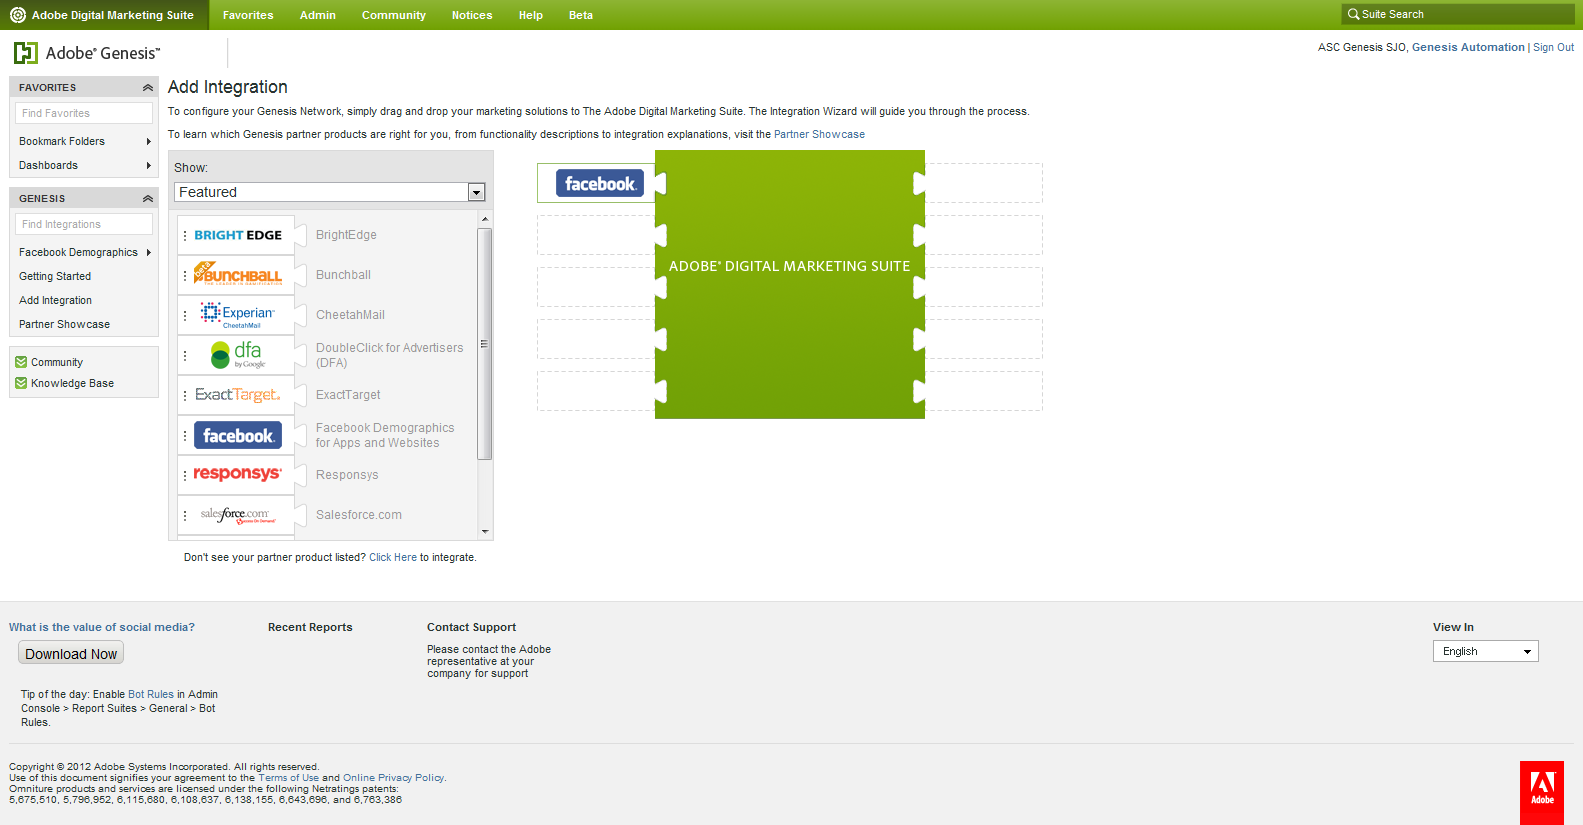 Adobe Digital Marketing Suite Favorites Admin Community Notices Help Beta Suite Search
Adobe® Genesis™
ASC Genesis SJO, Genesis Automation | Sign Out
FAVORITES
Find Favorites
Bookmark Folders
Dashboards
GENESIS
Find Integrations
Facebook Demographics
Getting Started
Add Integration
Partner Showcase
Community
Knowledge Base
Add Integration
To configure your Genesis Network, simply drag and drop your marketing solutions to The Adobe Digital Marketing Suite. The Integration Wizard will guide you through the process.
To learn which Genesis partner products are right for you, from functionality descriptions to integration explanations, visit the Partner Showcase
Show:
Featured
BRIGHTEDGE BrightEdge
BUNCHBALL Bunchball
THE LEADER IN GAMIFICATION
Experian™ CheetahMail
CheetahMail
dfa DoubleClick for Advertisers
by Google (DFA)
ExactTarget. ExactTarget
facebook. Facebook Demographics
for Apps and Websites
responsys Responsys
salesforce.com Salesforce.com
Success On Demand
Don't see your partner product listed? Click Here to integrate.
facebook.
ADOBE® DIGITAL MARKETING SUITE
What is the value of social media?
Download Now
Tip of the day: Enable Bot Rules in Admin
Console > Report Suites > General > Bot
Rules.
Recent Reports
Contact Support
Please contact the Adobe
representative at your
company for support
View In
English
Copyright © 2012 Adobe Systems Incorporated. All rights reserved.
Use of this document signifies your agreement to the Terms of Use and Online Privacy Policy.
Omniture products and services are licensed under the following Netratings patents:
5,675,510, 5,796,952, 6,115,680, 6,108,637, 6,138,155, 6,643,696, and 6,763,386
Adobe